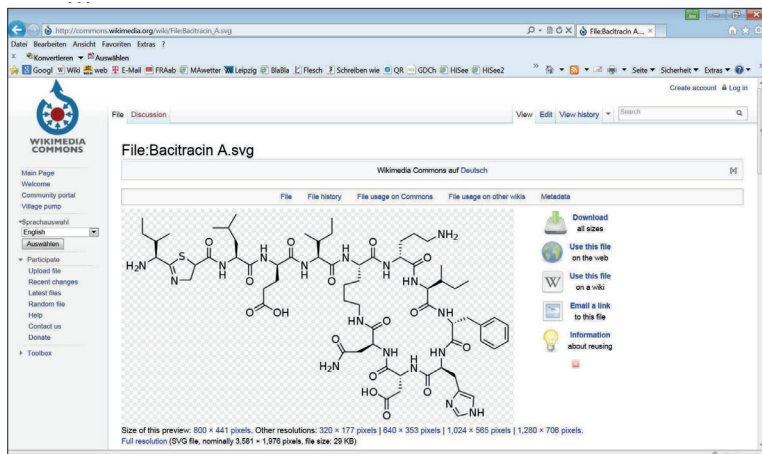 http://commons.wikimedia.org/wiki/File:Bacitracin_A.svg
File:Bacitracin A...
Datei Bearbeiten Ansicht Favoriten Extras ?
Konvertieren Auswählen
Googl Wiki web E-Mail FRAab MAwetter Leipzig BlaBla Flesch Schreiben wie QR GDCh HiSee HiSee2
Seite Sicherheit Extras
Create account Log in
File Discussion
View Edit View history Search
WIKIMEDIA
COMMONS
File:Bacitracin A.svg
Wikimedia Commons auf Deutsch
[x]
Main Page
Welcome
Community portal
Village pump
Sprachauswahl
English
Auswählen
Participate
Upload file
Recent changes
Latest files
Random file
Help
Contact us
Donate
Toolbox
File File history File usage on Commons File usage on other wikis Metadata
H2N
S
N
O
N
H
O
H
N
O
N
H
O
H
N
O
N
H
O
NH2
OH
O
NH
O
HN
O
NH
O
H2N
O
NH
O
O
N
H
HN
O
HO
O
N
NH
Download
all sizes
Use this file
on the web
W
Use this file
on a wiki
Email a link
to this file
Information
about reusing
Size of this preview: 800 × 441 pixels. Other resolutions: 320 × 177 pixels | 640 × 353 pixels | 1,024 × 565 pixels | 1,280 × 706 pixels.
Full resolution (SVG file, nominally 3,581 × 1,976 pixels, file size: 29 KB)